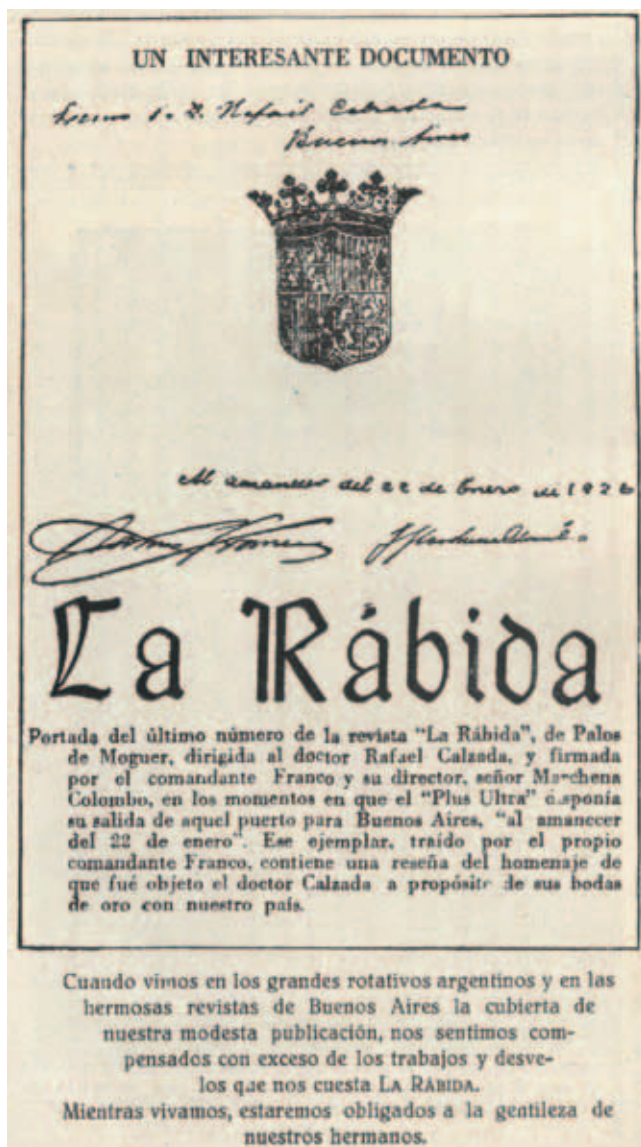 UN INTERESANTE DOCUMENTO
Rafael Calzada
Buenos Aires
Al amanecer del 22 de Enero de 1926
La Rábida
Portada del último número de la revista "La Rábida", de Palos
de Moguer, dirigida al doctor Rafael Calzada, y firmada
por el comandante Franco y su director, señor Marchena
Colombo, en los momentos en que el "Plus Ultra" disponía
su salida de aquel puerto para Buenos Aires, "al amanecer
del 22 de enero". Ese ejemplar, traído por el propio
comandante Franco, contiene una reseña del homenaje de
que fué objeto el doctor Calzada a propósito de sus bodas
de oro con nuestro país.
Cuando vimos en los grandes rotativos argentinos y en las
hermosas revistas de Buenos Aires la cubierta de
nuestra modesta publicación, nos sentimos com-
pensados con exceso de los trabajos y desve-
los que nos cuesta LA RÁBIDA.
Mientras vivamos, estaremos obligados a la gentileza de
nuestros hermanos.